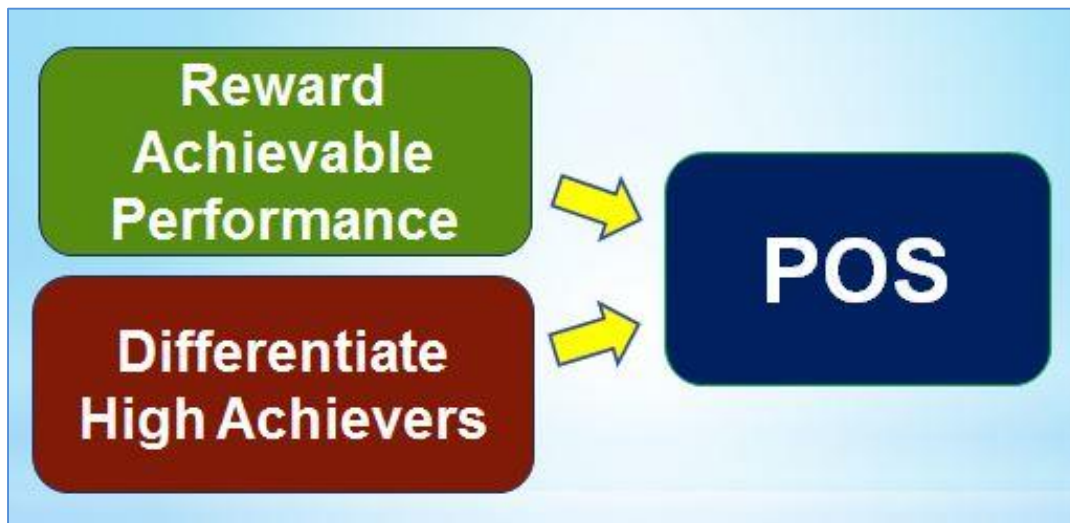 Reward
Achievable
Performance
Differentiate
High Achievers
POS